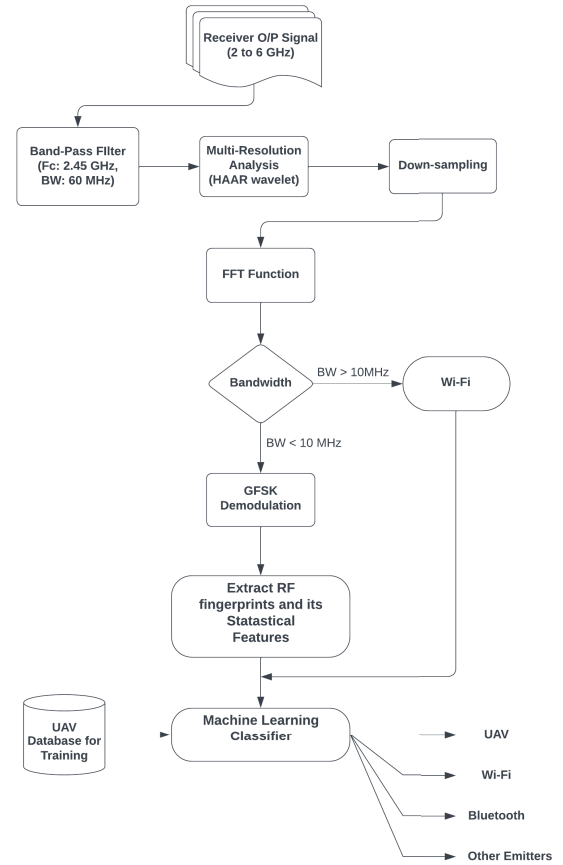 Receiver O/P Signal
(2 to 6 GHz)
Band-Pass FIlter
(Fc: 2.45 GHz,
BW: 60 MHz)
Multi-Resolution
Analysis
(HAAR wavelet)
Down-sampling
FFT Function
Bandwidth
BW > 10MHz
Wi-Fi
BW < 10 MHz
GFSK
Demodulation
Extract RF
fingerprints and its
Statastical
Features
UAV
Database for
Training
Machine Learning
Classifier
UAV
Wi-Fi
Bluetooth
Other Emitters